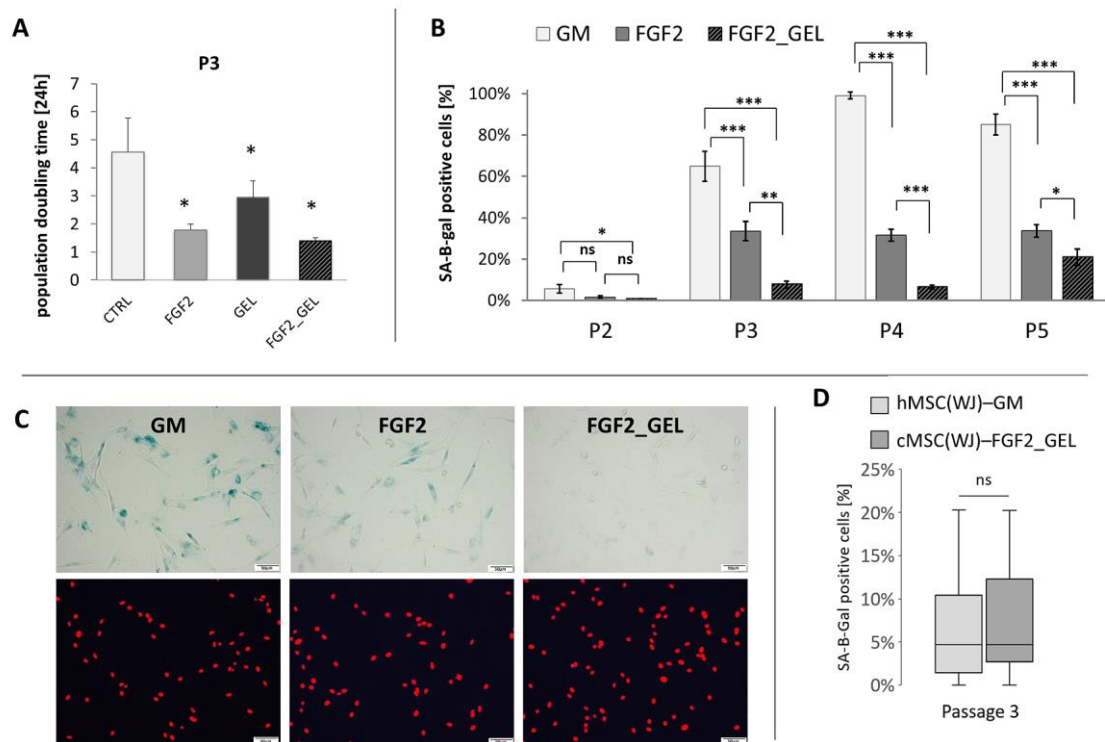 A
P3
population doubling time [24h]
7
6
5
4
3
2
1
0
*
*
*
CTRL
FGF2
GEL
FGF2_GEL
B
GM FGF2 FGF2_GEL
SA-B-gal positive cells [%]
100%
80%
60%
40%
20%
0%
*
ns
ns
***
***
**
***
***
***
***
***
*
P2 P3 P4 P5
C
GM FGF2 FGF2_GEL
50µm 50µm 50µm
D
hMSC(WJ)–GM
cMSC(WJ)–FGF2_GEL
SA-B-Gal positive cells [%]
25%
20%
15%
10%
5%
0%
ns
Passage 3